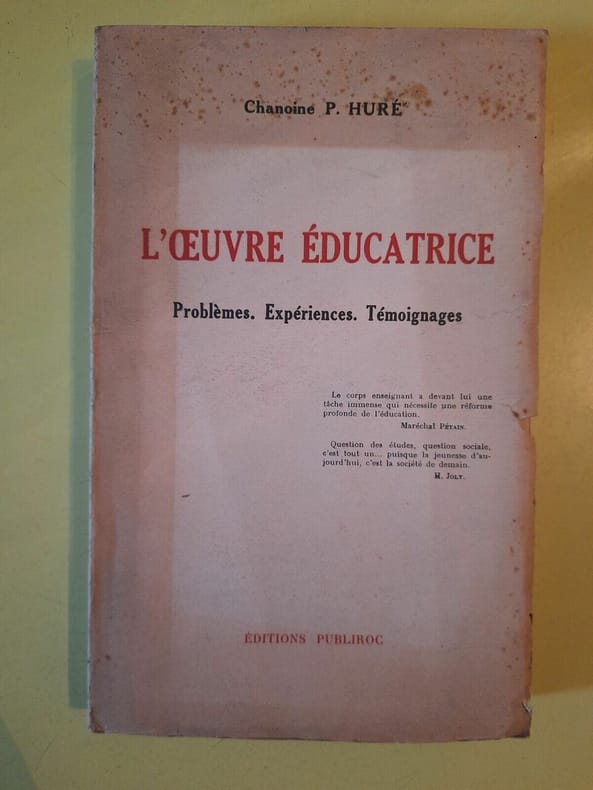 Chanoine P. HURÉ
L'ŒUVRE ÉDUCATRICE
Problèmes. Expériences. Témoignages
Le corps enseignant a devant lui une
tâche immense qui nécessite une réforme
profonde de l'éducation.
Maréchal PÉTAIN.
Question des études, question sociale,
c'est tout un... puisque la jeunesse d'au-
jourd'hui, c'est la société de demain.
H. JOLY.
ÉDITIONS PUBLIROC